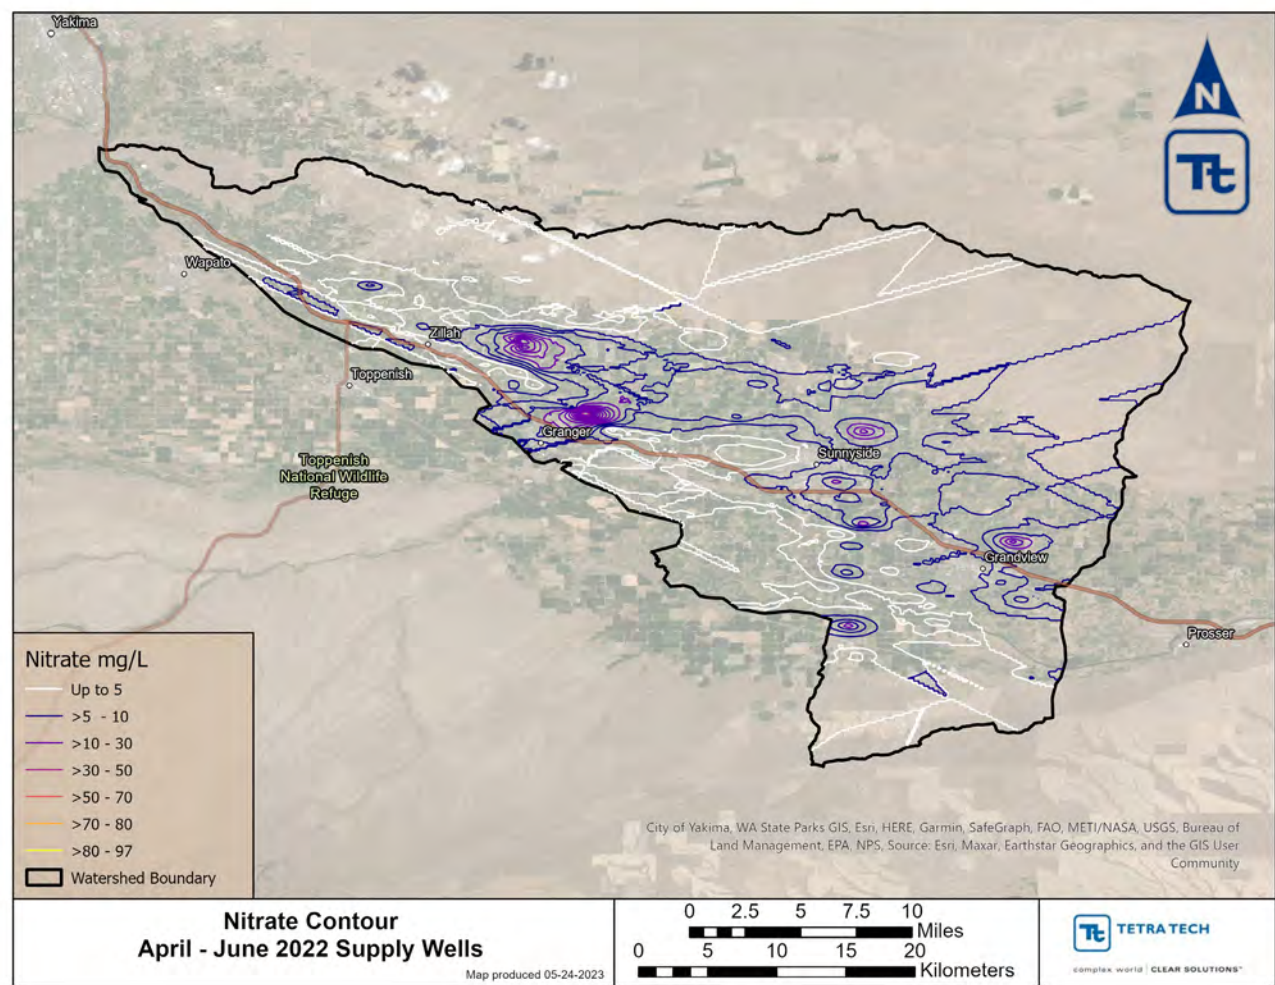 Yakima
N
Tt
Wapato
Zillah
Toppenish
Granger
Sunnyside
Toppenish
National Wildlife
Refuge
Grandview
Prosser
Nitrate mg/L
Up to 5
>5 - 10
>10 - 30
>30 - 50
>50 - 70
>70 - 80
>80 - 97
Watershed Boundary
City of Yakima, WA State Parks GIS, Esri, HERE, Garmin, SafeGraph, FAO, METI/NASA, USGS, Bureau of
Land Management, EPA, NPS, Source: Esri, Maxar, Earthstar Geographics, and the GIS User
Community
Nitrate Contour
April - June 2022 Supply Wells
Map produced 05-24-2023
0 2.5 5 7.5 10
Miles
0 5 10 15 20
Kilometers
Tt TETRA TECH
complex world | CLEAR SOLUTIONS™